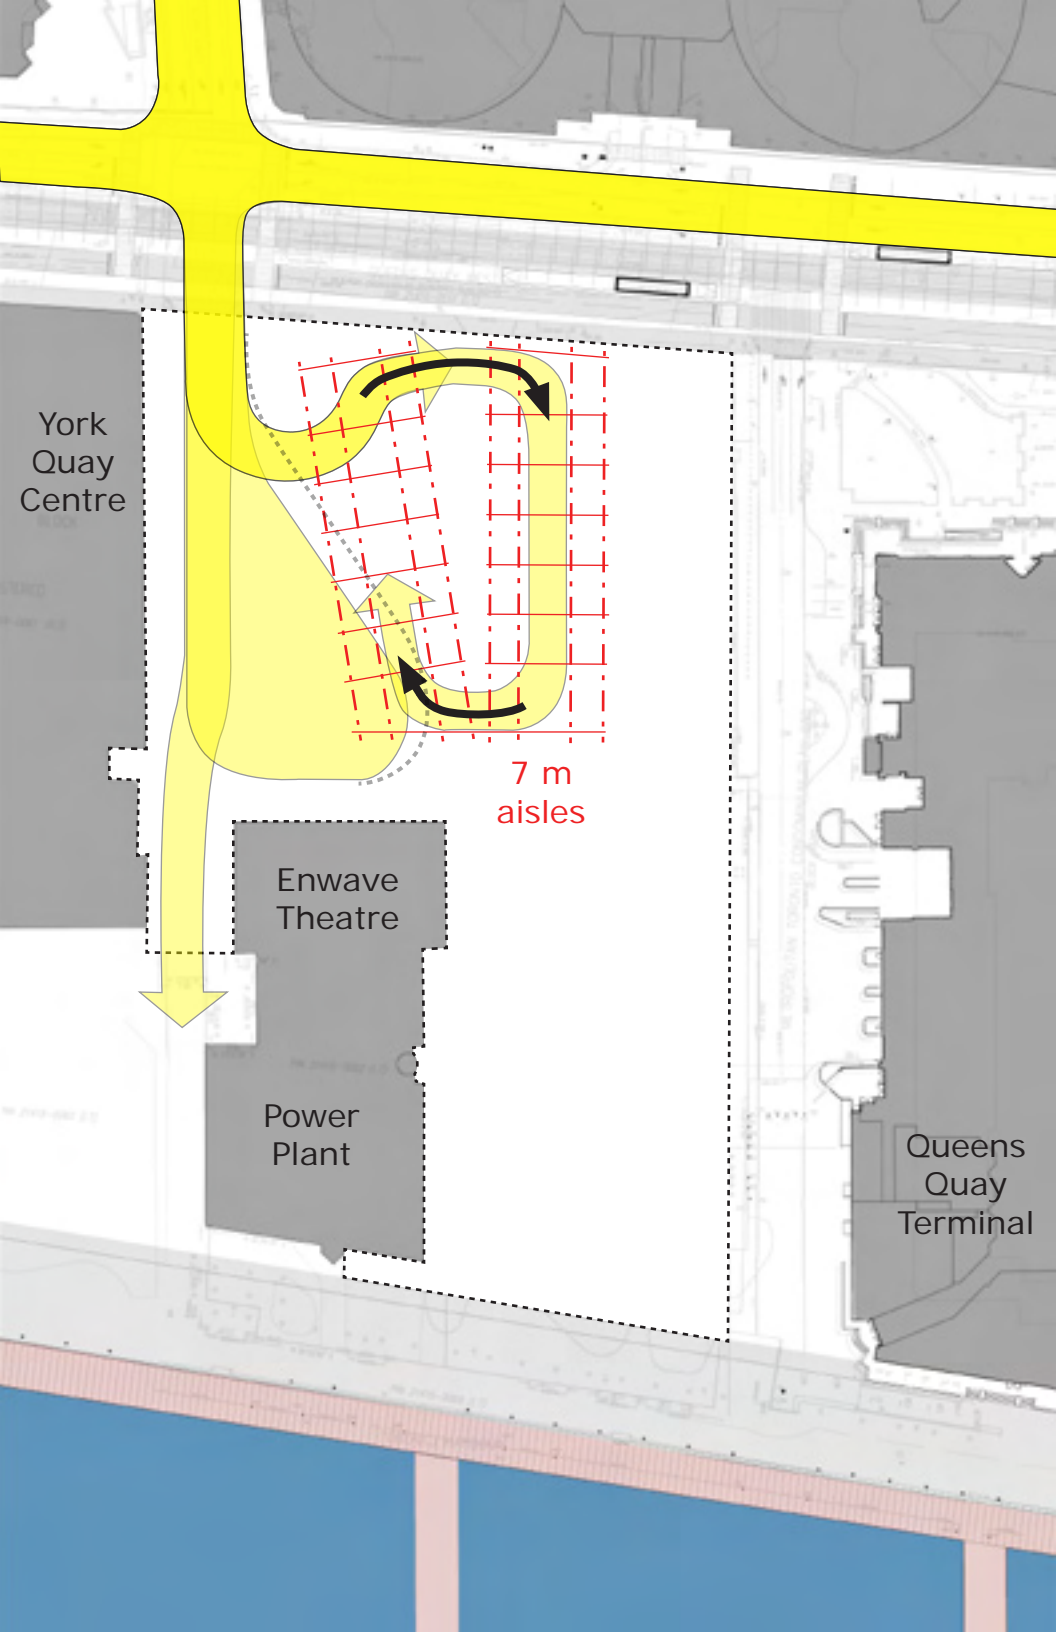 York
Quay
Centre
7 m
aisles
Enwave
Theatre
Power
Plant
Queens
Quay
Terminal